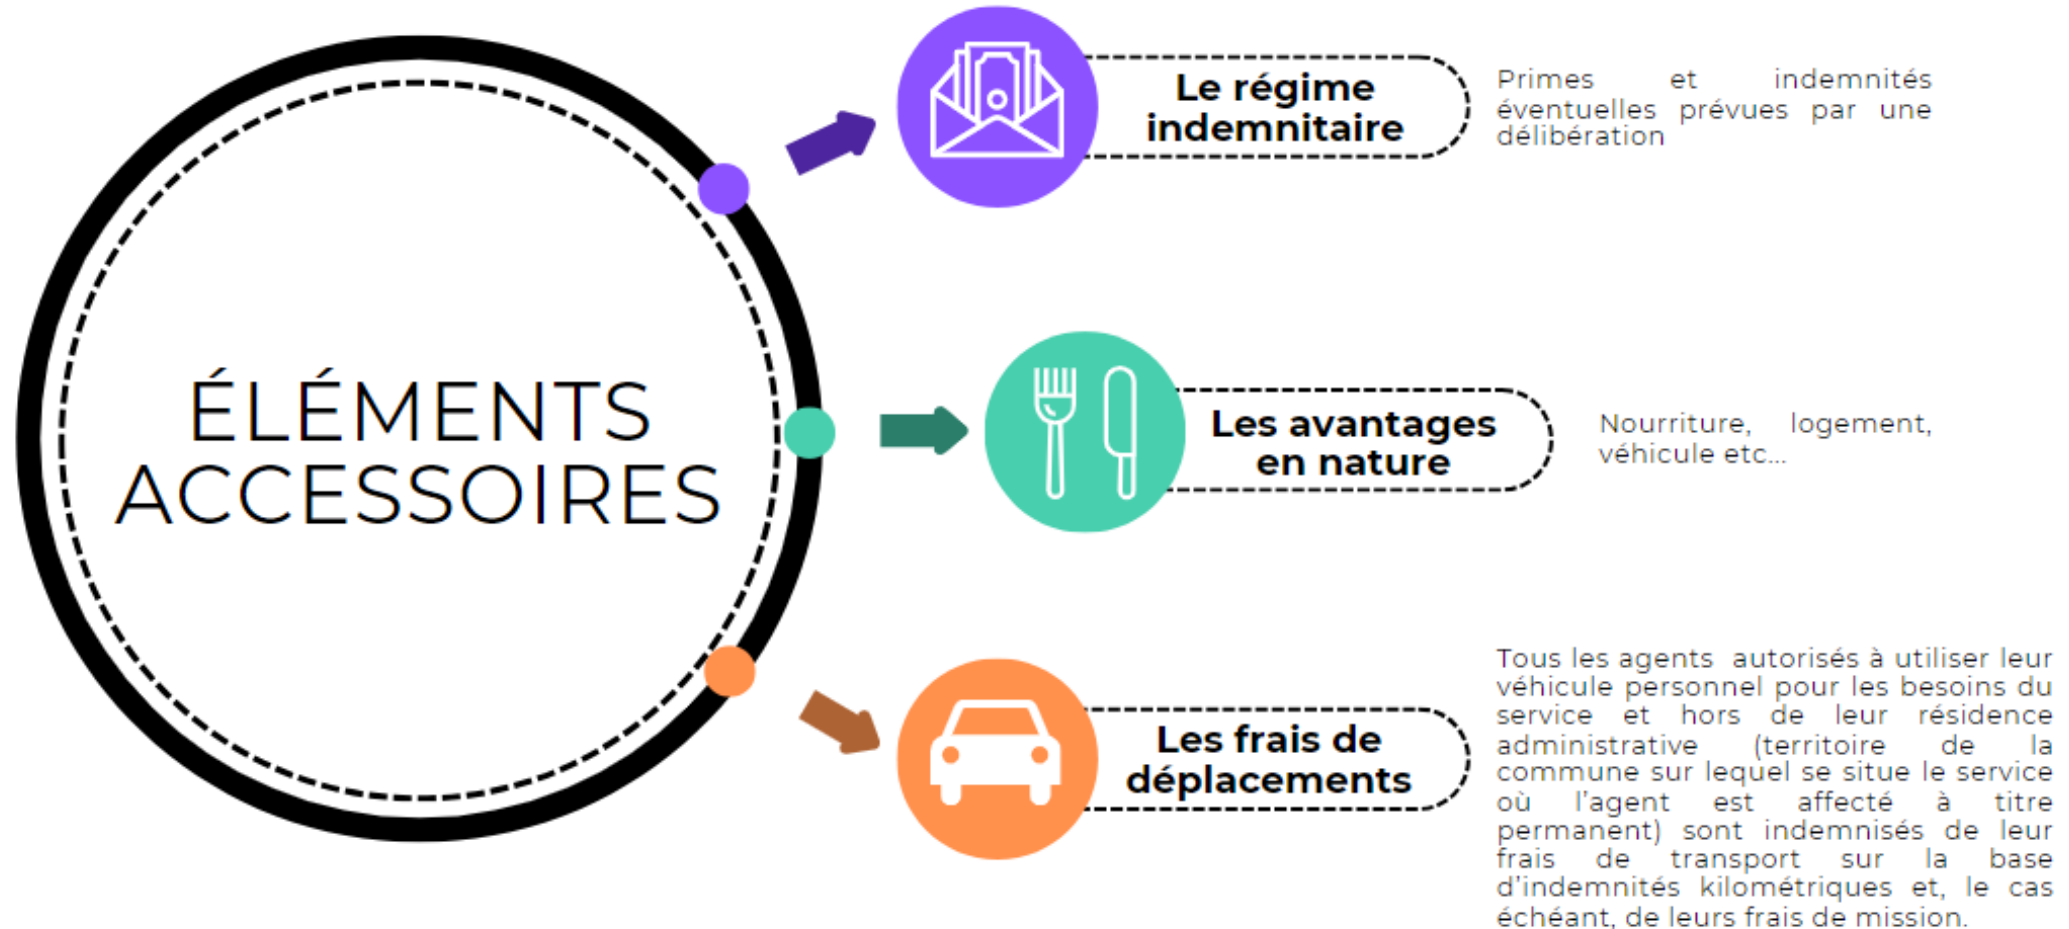 ÉLÉMENTS
ACCESSOIRES
Le régime
indemnitaire
Primes et indemnités
éventuelles prévues par une
délibération
Les avantages
en nature
Nourriture, logement,
véhicule etc...
Les frais de
déplacements
Tous les agents autorisés à utiliser leur
véhicule personnel pour les besoins du
service et hors de leur résidence
administrative (territoire de la
commune sur lequel se situe le service
où l'agent est affecté à titre
permanent) sont indemnisés de leur
frais de transport sur la base
d'indemnités kilométriques et, le cas
échéant, de leurs frais de mission.